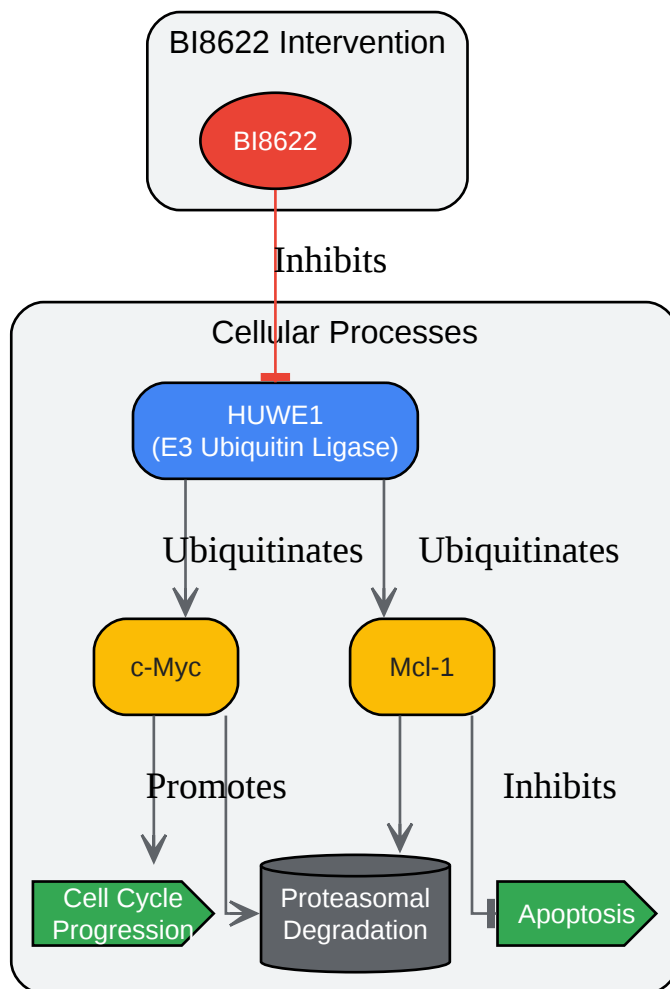 BI8622 Intervention
BI8622
Inhibits
Cellular Processes
HUWE1
(E3 Ubiquitin Ligase)
Ubiquitinates
Ubiquitinates
c-Myc
Mcl-1
Promotes
Inhibits
Cell Cycle
Progression
Proteasomal
Degradation
Apoptosis